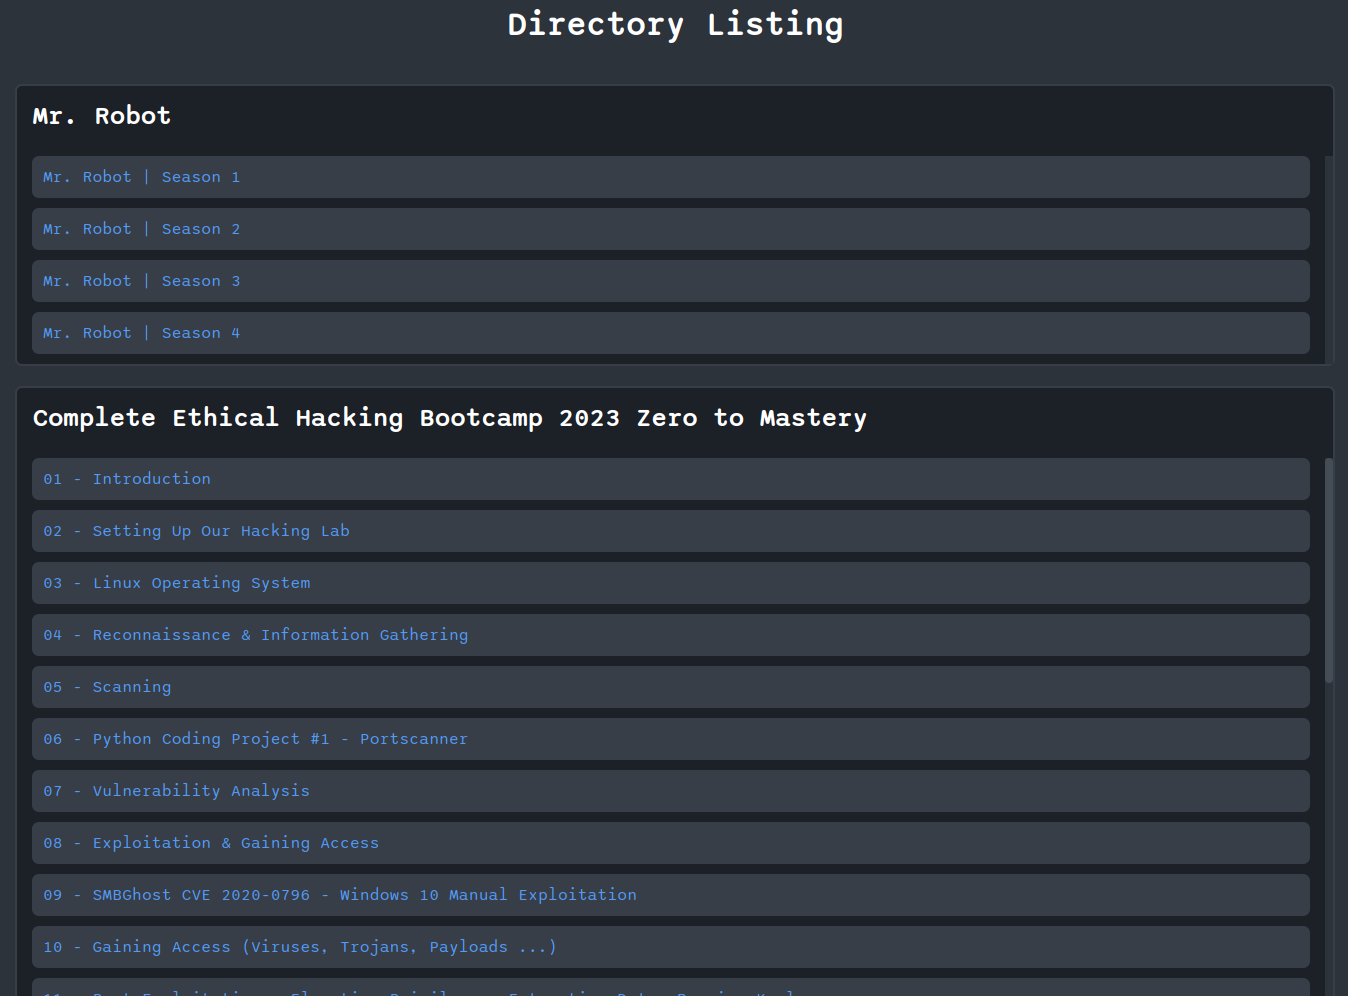 Directory Listing
Mr. Robot
Mr. Robot | Season 1
Mr. Robot | Season 2
Mr. Robot | Season 3
Mr. Robot | Season 4
Complete Ethical Hacking Bootcamp 2023 Zero to Mastery
01 - Introduction
02 - Setting Up Our Hacking Lab
03 - Linux Operating System
04 - Reconnaissance & Information Gathering
05 - Scanning
06 - Python Coding Project #1 - Portscanner
07 - Vulnerability Analysis
08 - Exploitation & Gaining Access
09 - SMBGhost CVE 2020-0796 - Windows 10 Manual Exploitation
10 - Gaining Access (Viruses, Trojans, Payloads ...)